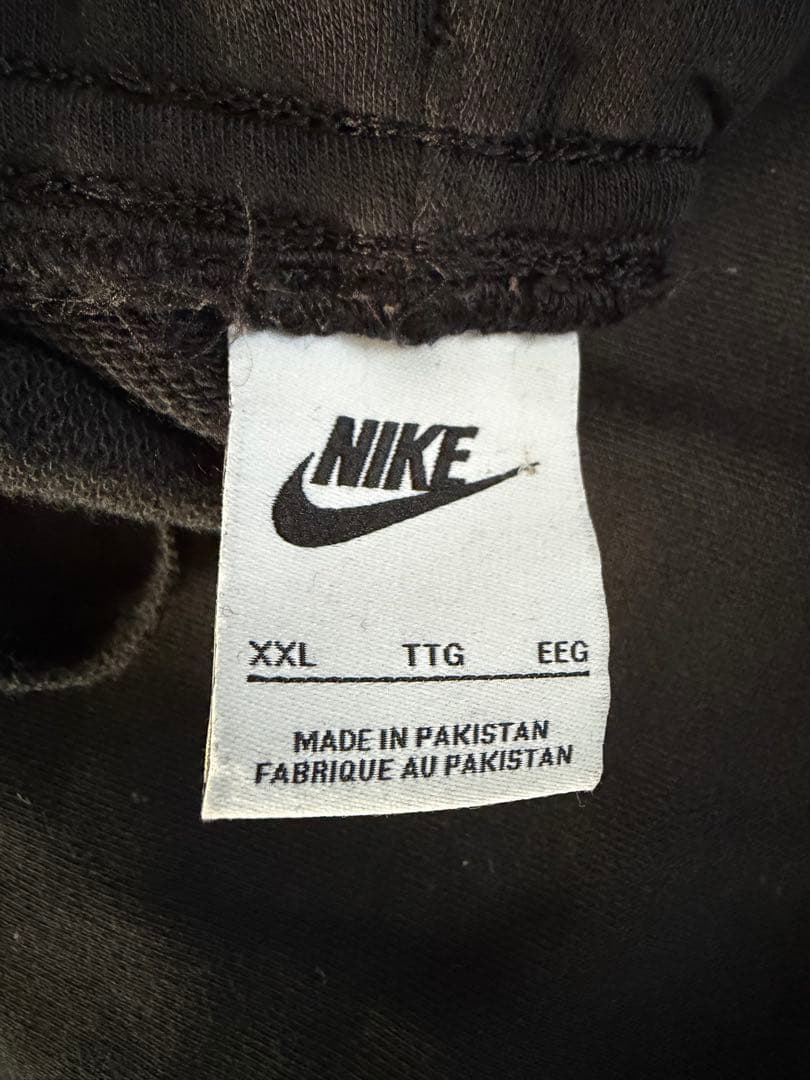 NIKE
XXL TTG EEG
MADE IN PAKISTAN
FABRIQUE AU PAKISTAN